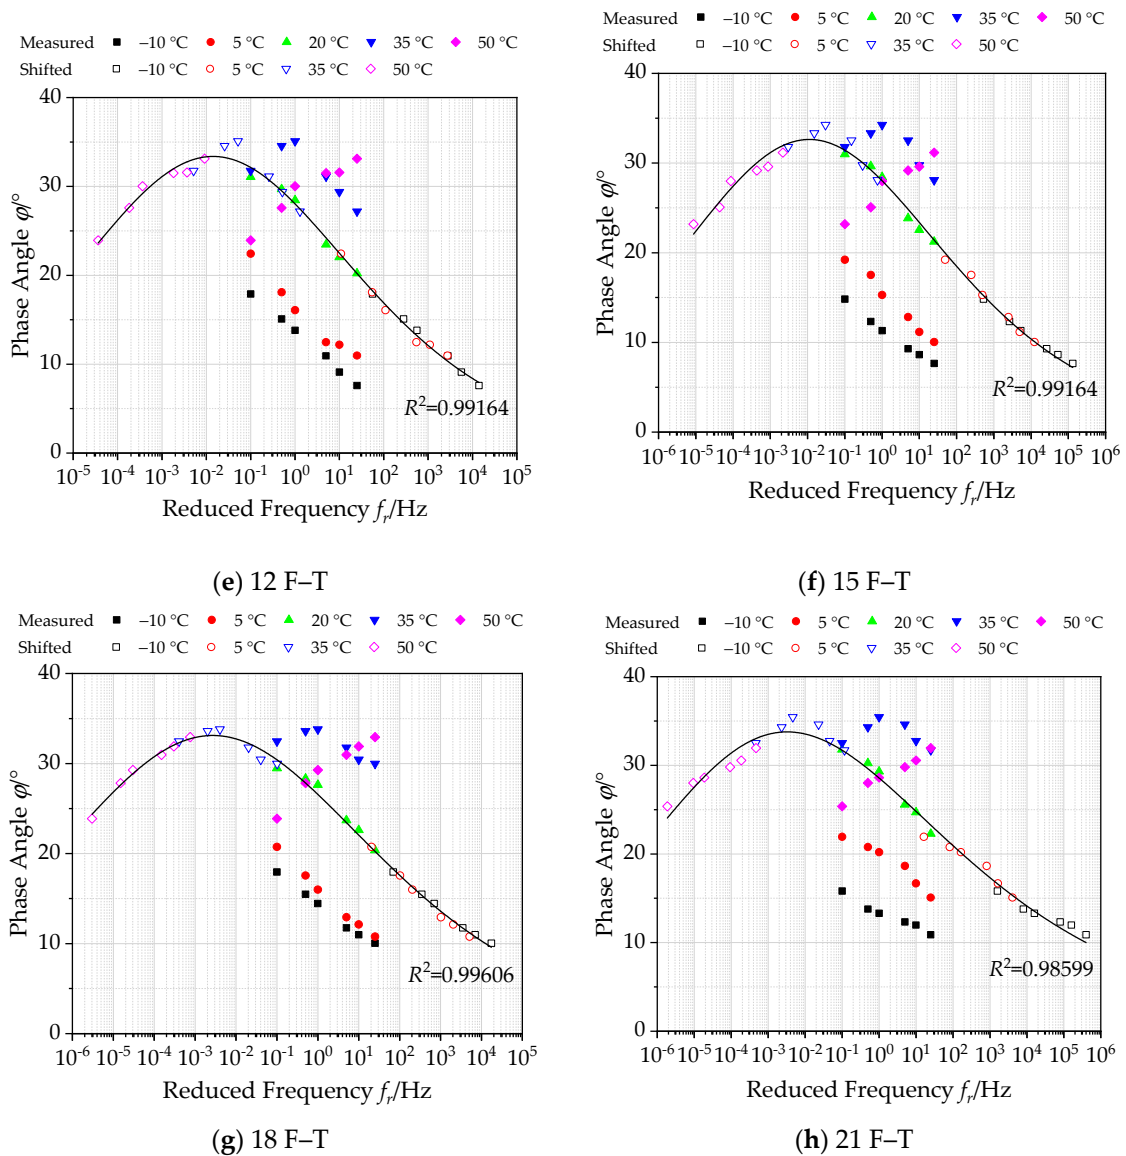 Measured −10 °C 5 °C 20 °C 35 °C 50 °C
Shifted −10 °C 5 °C 35 °C 50 °C
40
30
20
10
0
Phase Angle φ/°
R²=0.99164
10⁻⁵ 10⁻⁴ 10⁻³ 10⁻² 10⁻¹ 10⁰ 10¹ 10² 10³ 10⁴ 10⁵
Reduced Frequency fᵣ/Hz
(e) 12 F–T
Measured −10 °C 5 °C 20 °C 35 °C 50 °C
Shifted −10 °C 5 °C 35 °C 50 °C
40
30
20
10
0
Phase Angle φ/°
R²=0.99164
10⁻⁶ 10⁻⁵ 10⁻⁴ 10⁻³ 10⁻² 10⁻¹ 10⁰ 10¹ 10² 10³ 10⁴ 10⁵ 10⁶
Reduced Frequency fᵣ/Hz
(f) 15 F–T
Measured −10 °C 5 °C 20 °C 35 °C 50 °C
Shifted −10 °C 5 °C 35 °C 50 °C
40
30
20
10
0
Phase Angle φ/°
R²=0.99606
10⁻⁶ 10⁻⁵ 10⁻⁴ 10⁻³ 10⁻² 10⁻¹ 10⁰ 10¹ 10² 10³ 10⁴ 10⁵
Reduced Frequency fᵣ/Hz
(g) 18 F–T
Measured −10 °C 5 °C 20 °C 35 °C 50 °C
Shifted −10 °C 5 °C 35 °C 50 °C
40
30
20
10
0
Phase Angle φ/°
R²=0.98599
10⁻⁶ 10⁻⁵ 10⁻⁴ 10⁻³ 10⁻² 10⁻¹ 10⁰ 10¹ 10² 10³ 10⁴ 10⁵ 10⁶
Reduced Frequency fᵣ/Hz
(h) 21 F–T